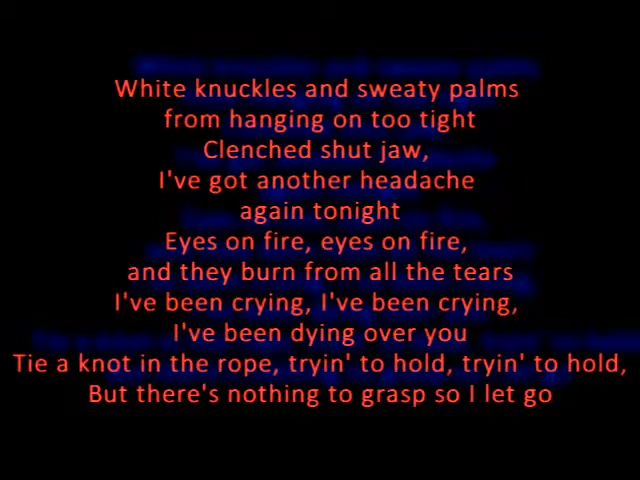 White knuckles and sweaty palms
from hanging on too tight
Clenched shut jaw,
I've got another headache
again tonight
Eyes on fire, eyes on fire,
and they burn from all the tears
I've been crying, I've been crying,
I've been dying over you
Tie a knot in the rope, tryin' to hold, tryin' to hold,
But there's nothing to grasp so I let go